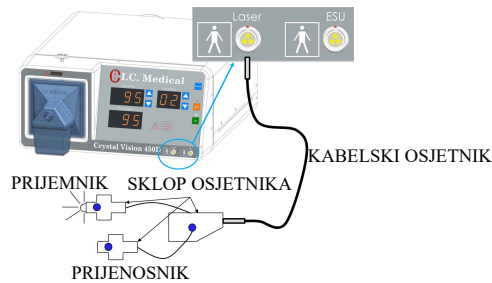 Laser ESU
I.C. Medical
95 02
95
Crystal Vision 450D
KABELSKI OSJETNIK
PRIJEMNIK SKLOP OSJETNIKA
PRIJENOSNIK